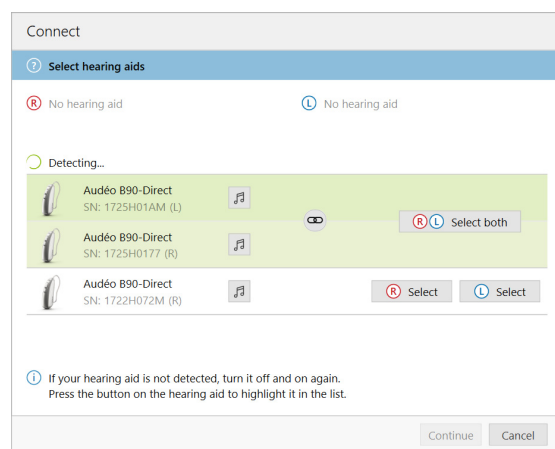 Connect
? Select hearing aids
R No hearing aid
L No hearing aid
Detecting...
Audéo B90-Direct
SN: 1725H01AM (L)
R L Select both
Audéo B90-Direct
SN: 1725H0177 (R)
Audéo B90-Direct
SN: 1722H072M (R)
R Select
L Select
i If your hearing aid is not detected, turn it off and on again.
Press the button on the hearing aid to highlight it in the list.
Continue
Cancel